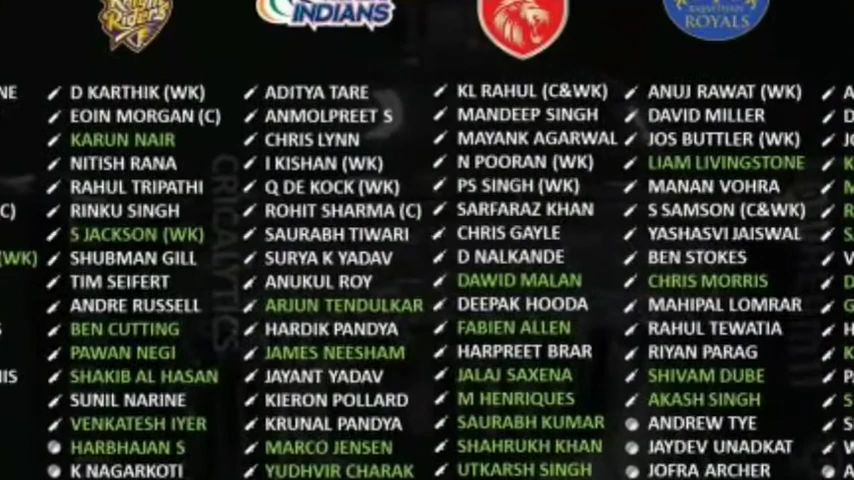 Knight
Riders
INDIANS
ROYALS
NE
D KARTHIK (WK)
ADITYA TARE
KL RAHUL (C&WK)
ANUJ RAWAT (WK)
EOIN MORGAN (C)
ANMOLPREET S
MANDEEP SINGH
DAVID MILLER
KARUN NAIR
CHRIS LYNN
MAYANK AGARWAL
JOS BUTTLER (WK)
NITISH RANA
I KISHAN (WK)
N POORAN (WK)
LIAM LIVINGSTONE
RAHUL TRIPATHI
Q DE KOCK (WK)
PS SINGH (WK)
MANAN VOHRA
C)
RINKU SINGH
ROHIT SHARMA (C)
SARFARAZ KHAN
S SAMSON (C&WK)
S JACKSON (WK)
SAURABH TIWARI
CHRIS GAYLE
YASHASVI JAISWAL
(WK)
SHUBMAN GILL
SURYA K YADAV
D NALKANDE
BEN STOKES
TIM SEIFERT
ANUKUL ROY
DAWID MALAN
CHRIS MORRIS
ANDRE RUSSELL
ARJUN TENDULKAR
DEEPAK HOODA
MAHIPAL LOMRAR
BEN CUTTING
HARDIK PANDYA
FABIEN ALLEN
RAHUL TEWATIA
PAWAN NEGI
JAMES NEESHAM
HARPREET BRAR
RIYAN PARAG
SHAKIB AL HASAN
JAYANT YADAV
JALAJ SAXENA
SHIVAM DUBE
SUNIL NARINE
KIERON POLLARD
M HENRIQUES
AKASH SINGH
VENKATESH IYER
KRUNAL PANDYA
SAURABH KUMAR
ANDREW TYE
HARBHAJAN S
MARCO JENSEN
SHAHRUKH KHAN
JAYDEV UNADKAT
K NAGARKOTI
YUDHVIR CHARAK
UTKARSH SINGH
JOFRA ARCHER
CRICALYTICS